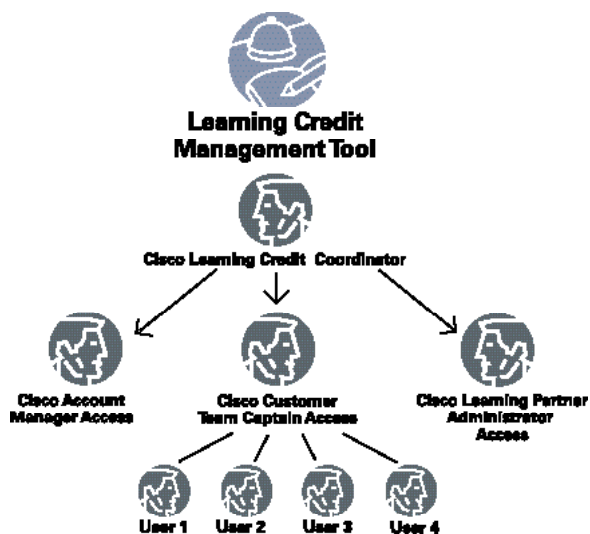 Learning Credit
Management Tool
Cisco Learning Credit Coordinator
Cisco Account
Manager Access
Cisco Customer
Team Captain Access
Cisco Learning Partner
Administrator
Access
User 1
User 2
User 3
User 4